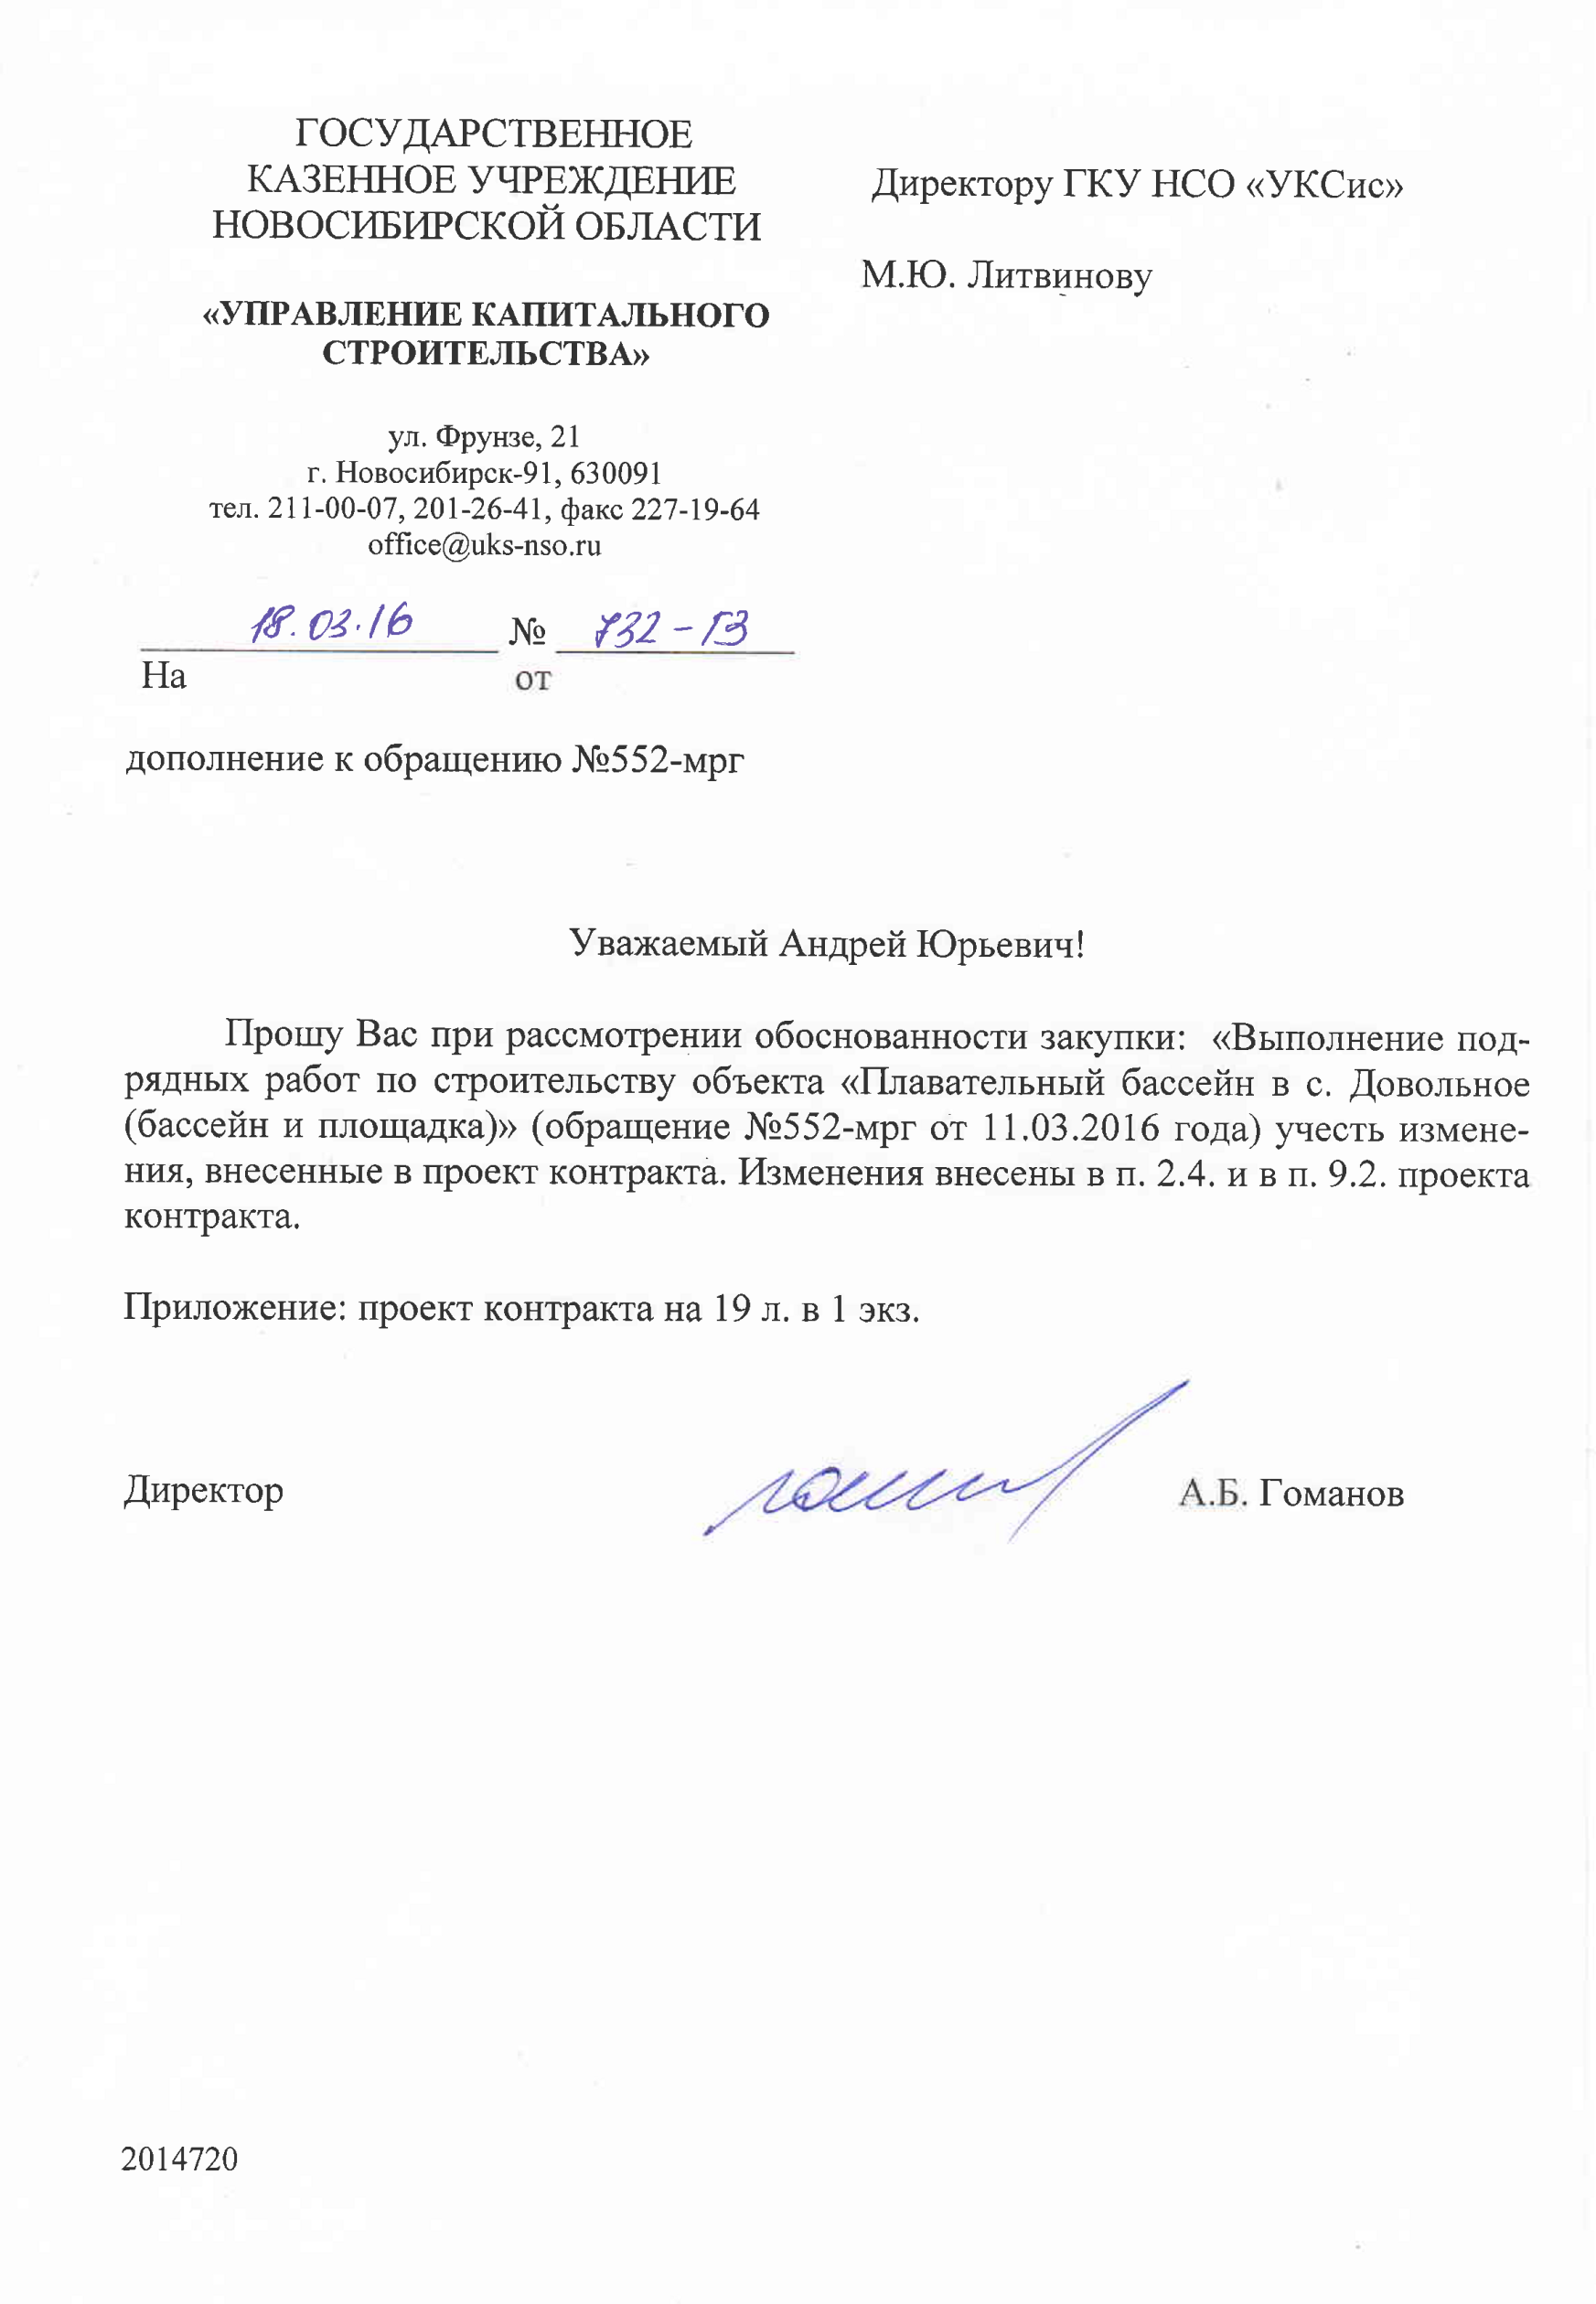 ГОСУДАРСТВЕННОЕ
КАЗЕННОЕ УЧРЕЖДЕНИЕ
НОВОСИБИРСКОЙ ОБЛАСТИ
«УПРАВЛЕНИЕ КАПИТАЛЬНОГО
СТРОИТЕЛЬСТВА»
ул. Фрунзе, 21
г. Новосибирск-91, 630091
тел. 211-00-07, 201-26-41, факс 227-19-64
office@uks-nso.ru
18.03.16 № 732-ГЗ
На от
дополнение к обращению №552-мрг
Директору ГКУ НСО «УКСис»
М.Ю. Литвинову
Уважаемый Андрей Юрьевич!
Прошу Вас при рассмотрении обоснованности закупки: «Выполнение под-
рядных работ по строительству объекта «Плавательный бассейн в с. Довольное
(бассейн и площадка)» (обращение №552-мрг от 11.03.2016 года) учесть измене-
ния, внесенные в проект контракта. Изменения внесены в п. 2.4. и в п. 9.2. проекта
контракта.
Приложение: проект контракта на 19 л. в 1 экз.
Директор А.Б. Гоманов
2014720